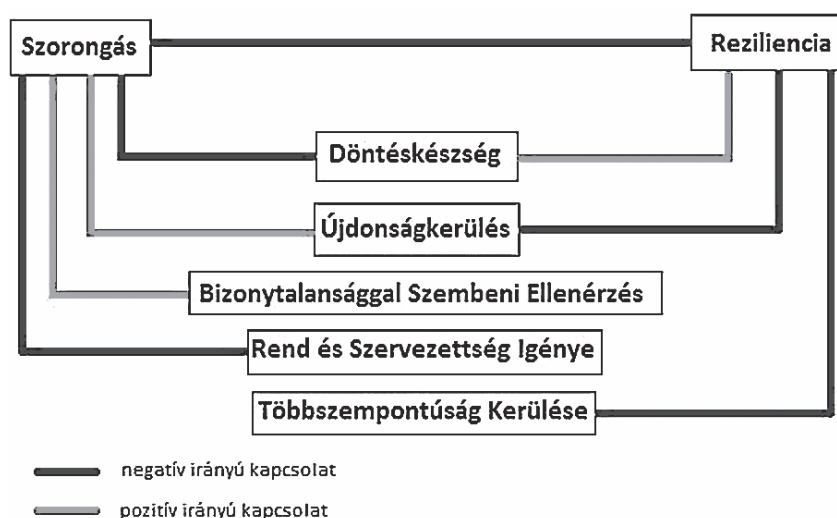 Szorongás
Reziliencia
Döntéskészség
Újdonságkerülés
Bizonytalansággal Szembeni Ellenérzés
Rend és Szervezettség Igénye
Többszempontúság Kerülése
negatív irányú kapcsolat
pozitív irányú kapcsolat